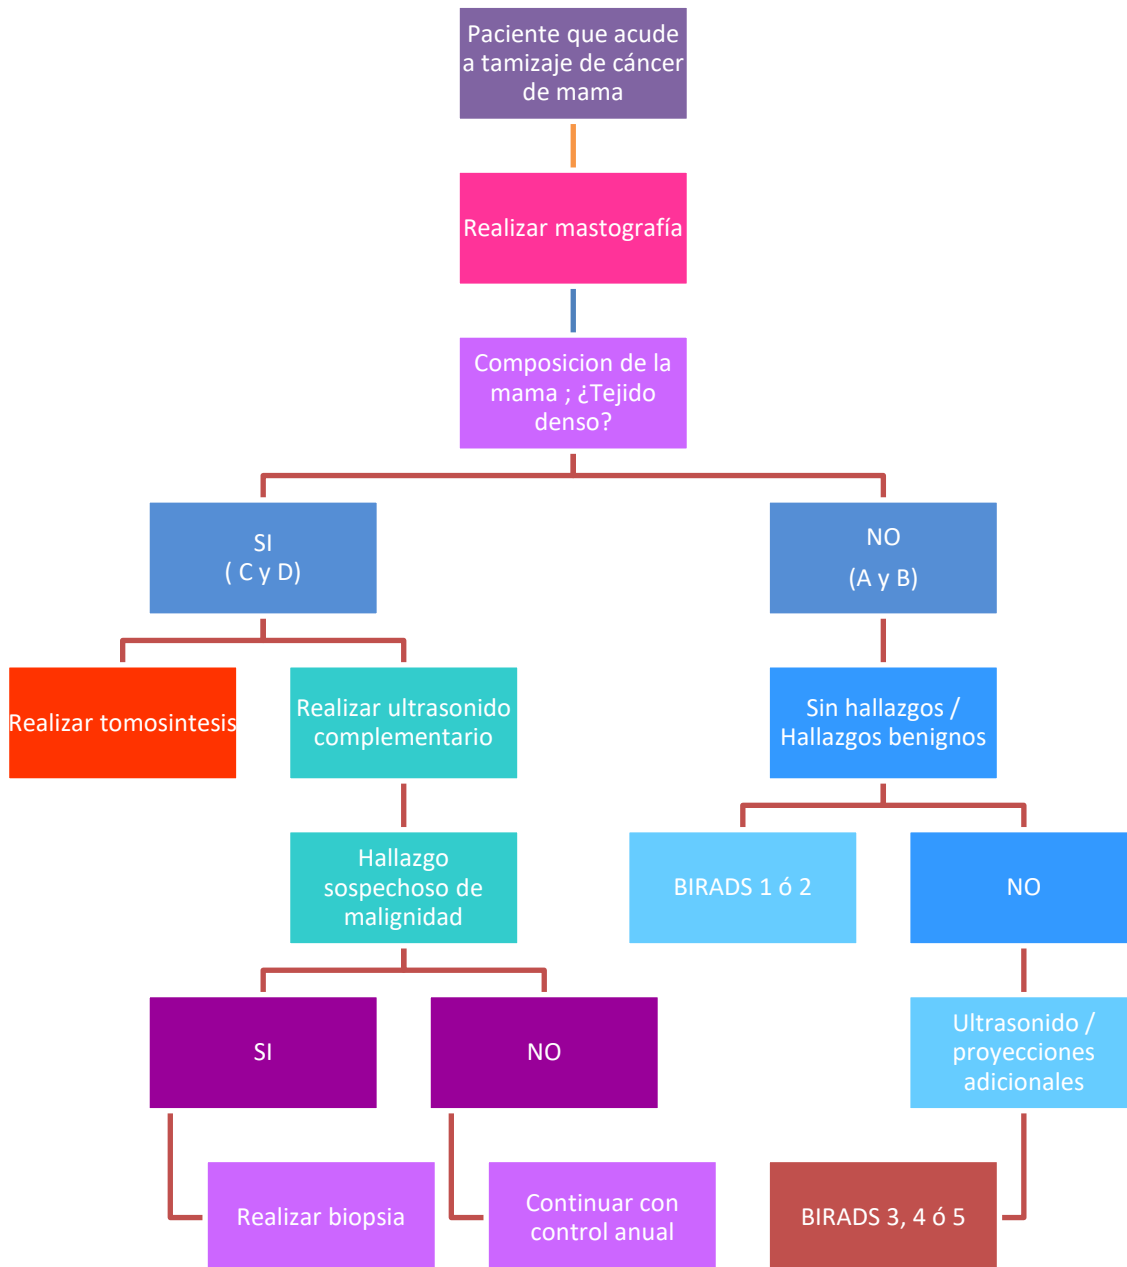 Paciente que acude
a tamizaje de cáncer
de mama
Realizar mastografía
Composicion de la
mama ; ¿Tejido
denso?
SI
( C y D)
NO
(A y B)
Realizar tomosintesis
Realizar ultrasonido
complementario
Sin hallazgos /
Hallazgos benignos
Hallazgo
sospechoso de
malignidad
BIRADS 1 ó 2
NO
SI
NO
Ultrasonido /
proyecciones
adicionales
Realizar biopsia
Continuar con
control anual
BIRADS 3, 4 ó 5